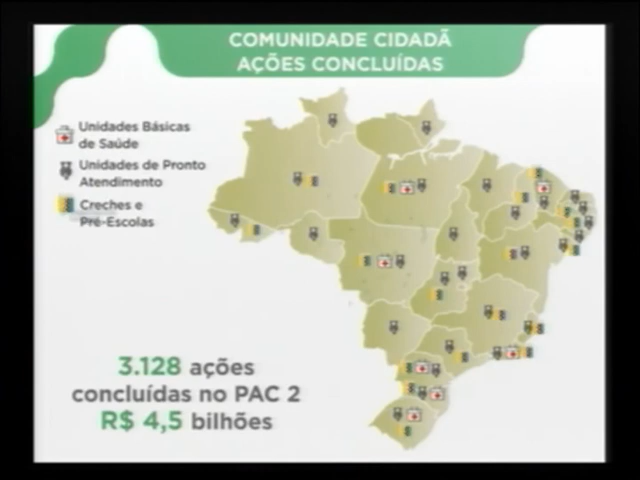 COMUNIDADE CIDADÃ
AÇÕES CONCLUÍDAS
Unidades Básicas
de Saúde
Unidades de Pronto
Atendimento
Creches e
Pré-Escolas
3.128 ações
concluídas no PAC 2
R$ 4,5 bilhões